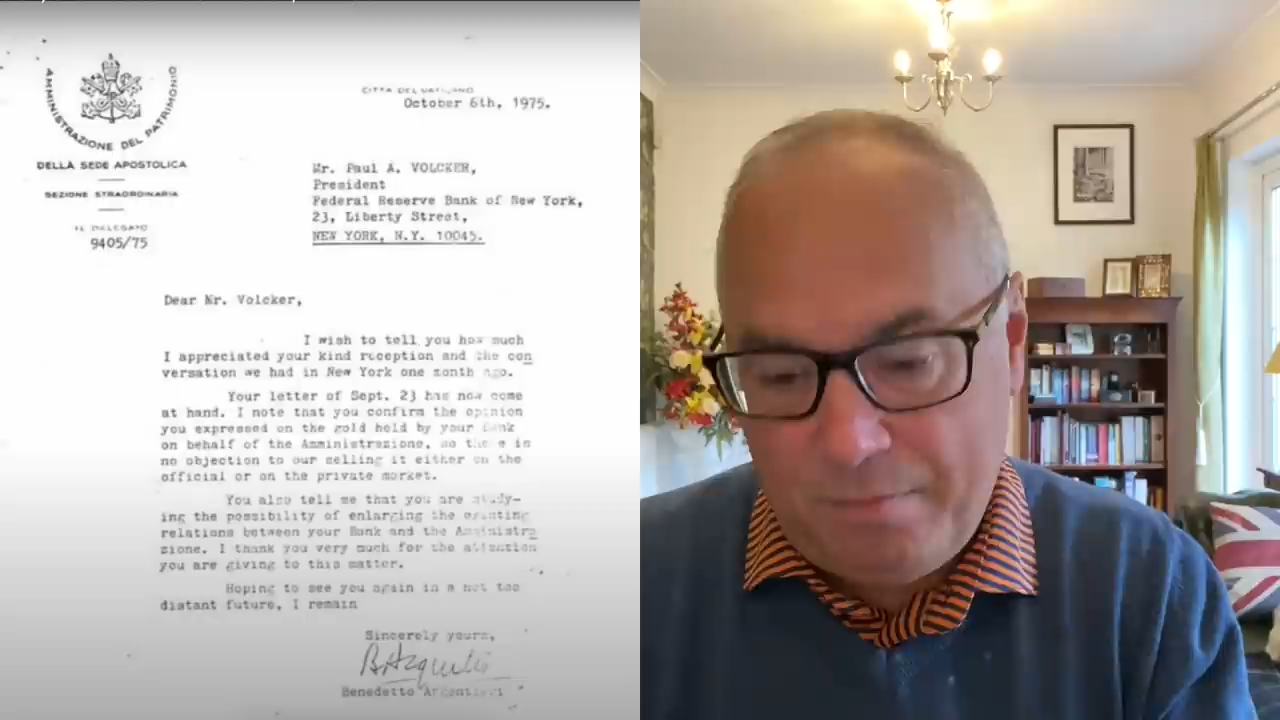 AMMINISTRAZIONE DEL PATRIMONIO
DELLA SEDE APOSTOLICA
SEZIONE STRAORDINARIA
IL DELEGATO
9405/75
CITTÀ DEL VATICANO
October 6th, 1975.
Mr. Paul A. VOLCKER,
President
Federal Reserve Bank of New York,
23, Liberty Street,
NEW YORK, N.Y. 10045.
Dear Mr. Volcker,
I wish to tell you how much
I appreciated your kind reception and the con
versation we had in New York one month ago.
Your letter of Sept. 23 has now come
at hand. I note that you confirm the opinion
you expressed on the gold held by your Bank
on behalf of the Amministrazione, so there is
no objection to our selling it either on the
official or on the private market.
You also tell me that you are study-
ing the possibility of enlarging the existing
relations between your Bank and the Amministra
zione. I thank you very much for the attention
you are giving to this matter.
Hoping to see you again in a not too
distant future, I remain
Sincerely yours,
Benedetto Argentieri